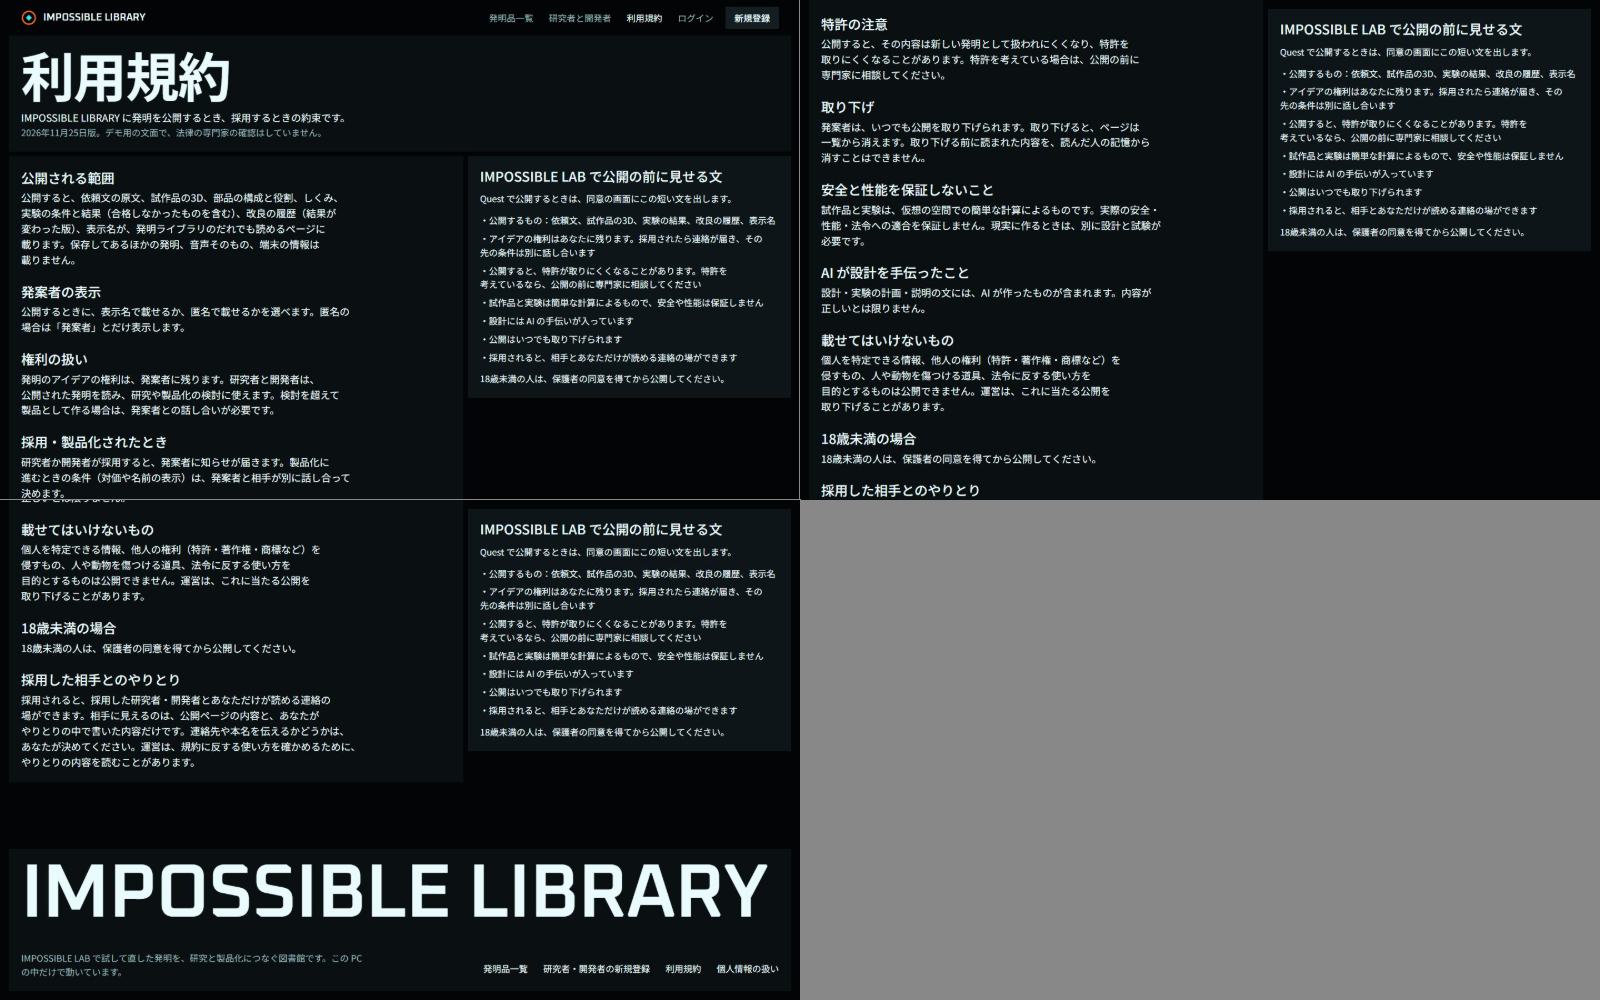 IMPOSSIBLE LIBRARY
発明品一覧 研究者と開発者 利用規約 ログイン 新規登録
利用規約
IMPOSSIBLE LIBRARY に発明を公開するとき、採用するときの約束です。
2026年11月25日版。デモ用の文面で、法律の専門家の確認はしていません。
公開される範囲
公開すると、依頼文の原文、試作品の3D、部品の構成と役割、しくみ、
実験の条件と結果（合格しなかったものを含む）、改良の履歴（結果が
変わった版）、表示名が、発明ライブラリのだれでも読めるページに
載ります。保存してあるほかの発明、音声そのもの、端末の情報は
載りません。
発案者の表示
公開するときに、表示名で載せるか、匿名で載せるかを選べます。匿名の
場合は「発案者」とだけ表示します。
権利の扱い
発明のアイデアの権利は、発案者に残ります。研究者と開発者は、
公開された発明を読み、研究や製品化の検討に使えます。検討を超えて
製品として作る場合は、発案者との話し合いが必要です。
採用・製品化されたとき
研究者か開発者が採用すると、発案者に知らせが届きます。製品化に
進むときの条件（対価や名前の表示）は、発案者と相手が別に話し合って
決めます。
IMPOSSIBLE LAB で公開の前に見せる文
Quest で公開するときは、同意の画面にこの短い文を出します。
・公開するもの：依頼文、試作品の3D、実験の結果、改良の履歴、表示名
・アイデアの権利はあなたに残ります。採用されたら連絡が届き、その
先の条件は別に話し合います
・公開すると、特許が取りにくくなることがあります。特許を
考えているなら、公開の前に専門家に相談してください
・試作品と実験は簡単な計算によるもので、安全や性能は保証しません
・設計には AI の手伝いが入っています
・公開はいつでも取り下げられます
・採用されると、相手とあなただけが読める連絡の場ができます
18歳未満の人は、保護者の同意を得てから公開してください。
特許の注意
公開すると、その内容は新しい発明として扱われにくくなり、特許を
取りにくくなることがあります。特許を考えている場合は、公開の前に
専門家に相談してください。
取り下げ
発案者は、いつでも公開を取り下げられます。取り下げると、ページは
一覧から消えます。取り下げる前に読まれた内容を、読んだ人の記憶から
消すことはできません。
安全と性能を保証しないこと
試作品と実験は、仮想の空間での簡単な計算によるものです。実際の安全・
性能・法令への適合を保証しません。現実に作るときは、別に設計と試験が
必要です。
AI が設計を手伝ったこと
設計・実験の計画・説明の文には、AI が作ったものが含まれます。内容が
正しいとは限りません。
載せてはいけないもの
個人を特定できる情報、他人の権利（特許・著作権・商標など）を
侵すもの、人や動物を傷つける道具、法令に反する使い方を
目的とするものは公開できません。運営は、これに当たる公開を
取り下げることがあります。
18歳未満の場合
18歳未満の人は、保護者の同意を得てから公開してください。
採用した相手とのやりとり
IMPOSSIBLE LAB で公開の前に見せる文
Quest で公開するときは、同意の画面にこの短い文を出します。
・公開するもの：依頼文、試作品の3D、実験の結果、改良の履歴、表示名
・アイデアの権利はあなたに残ります。採用されたら連絡が届き、その
先の条件は別に話し合います
・公開すると、特許が取りにくくなることがあります。特許を
考えているなら、公開の前に専門家に相談してください
・試作品と実験は簡単な計算によるもので、安全や性能は保証しません
・設計には AI の手伝いが入っています
・公開はいつでも取り下げられます
・採用されると、相手とあなただけが読める連絡の場ができます
18歳未満の人は、保護者の同意を得てから公開してください。
載せてはいけないもの
個人を特定できる情報、他人の権利（特許・著作権・商標など）を
侵すもの、人や動物を傷つける道具、法令に反する使い方を
目的とするものは公開できません。運営は、これに当たる公開を
取り下げることがあります。
18歳未満の場合
18歳未満の人は、保護者の同意を得てから公開してください。
採用した相手とのやりとり
採用されると、採用した研究者・開発者とあなただけが読める連絡の
場ができます。相手に見えるのは、公開ページの内容と、あなたが
やりとりの中で書いた内容だけです。連絡先や本名を伝えるかどうかは、
あなたが決めてください。運営は、規約に反する使い方を確かめるために、
やりとりの内容を読むことがあります。
IMPOSSIBLE LAB で公開の前に見せる文
Quest で公開するときは、同意の画面にこの短い文を出します。
・公開するもの：依頼文、試作品の3D、実験の結果、改良の履歴、表示名
・アイデアの権利はあなたに残ります。採用されたら連絡が届き、その
先の条件は別に話し合います
・公開すると、特許が取りにくくなることがあります。特許を
考えているなら、公開の前に専門家に相談してください
・試作品と実験は簡単な計算によるもので、安全や性能は保証しません
・設計には AI の手伝いが入っています
・公開はいつでも取り下げられます
・採用されると、相手とあなただけが読める連絡の場ができます
18歳未満の人は、保護者の同意を得てから公開してください。
IMPOSSIBLE LIBRARY
IMPOSSIBLE LAB で試して直した発明を、研究と製品化につなぐ図書館です。この PC
の中だけで動いています。
発明品一覧 研究者・開発者の新規登録 利用規約 個人情報の扱い